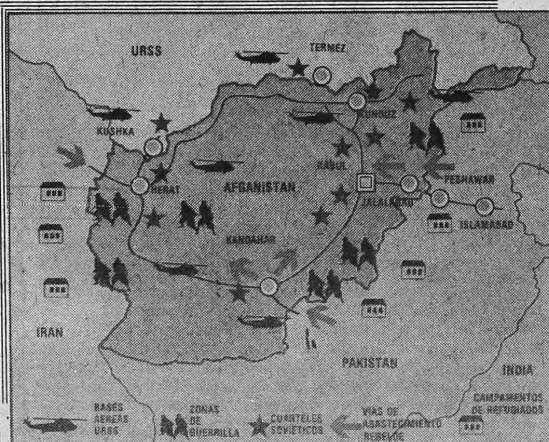 URSS
TERMEZ
KUSHKA
KUNDUZ
HERAT
AFGANISTAN
KABUL
JALALABAD
PESHAWAR
ISLAMABAD
KANDAHAR
IRAN
PAKISTAN
INDIA
BASES
AEREAS
URSS
ZONAS
DE
GUERRILLA
CUARTELES
SOVIÉTICOS
VIAS DE
ABASTECIMIENTO
REBELDE
CAMPAMENTOS
DE REFUGIADOS